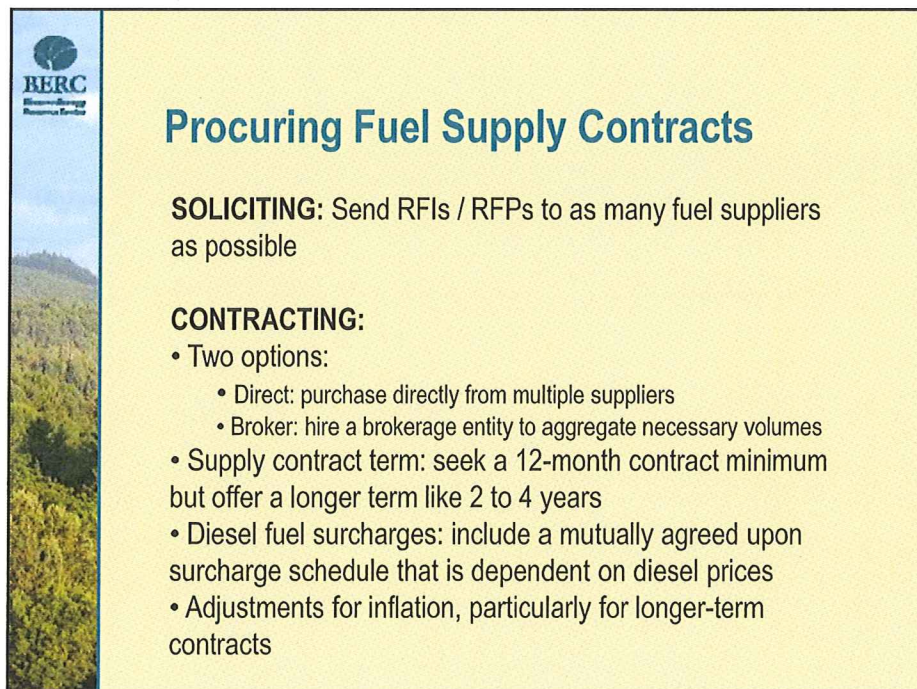 BERC
Procuring Fuel Supply Contracts
SOLICITING: Send RFIs / RFPs to as many fuel suppliers
as possible
CONTRACTING:
• Two options:
• Direct: purchase directly from multiple suppliers
• Broker: hire a brokerage entity to aggregate necessary volumes
• Supply contract term: seek a 12-month contract minimum
but offer a longer term like 2 to 4 years
• Diesel fuel surcharges: include a mutually agreed upon
surcharge schedule that is dependent on diesel prices
• Adjustments for inflation, particularly for longer-term
contracts